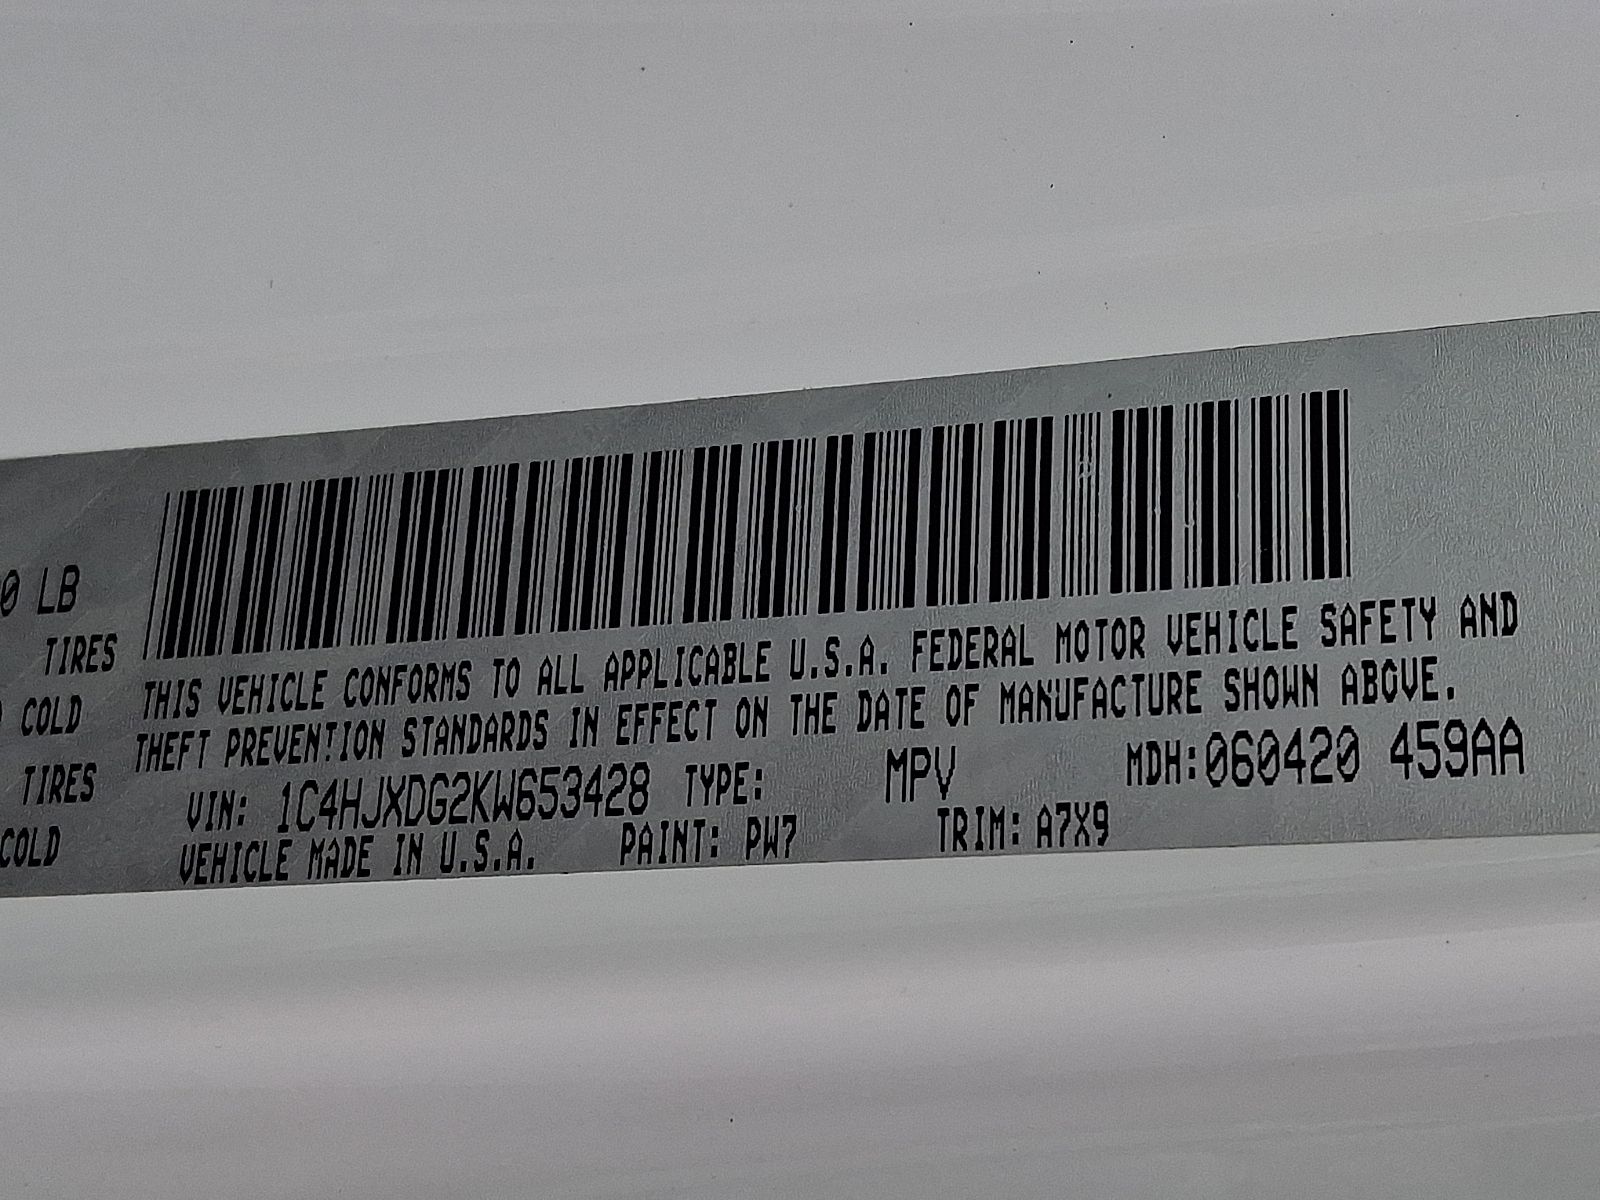 0 LB
TIRES
COLD
TIRES
COLD
THIS VEHICLE CONFORMS TO ALL APPLICABLE U.S.A. FEDERAL MOTOR VEHICLE SAFETY AND
THEFT PREVENTION STANDARDS IN EFFECT ON THE DATE OF MANUFACTURE SHOWN ABOVE.
VIN: 1C4HJXDG2KW653428 TYPE: MPV MDH:060420 459AA
VEHICLE MADE IN U.S.A. PAINT: PW7 TRIM: A7X9